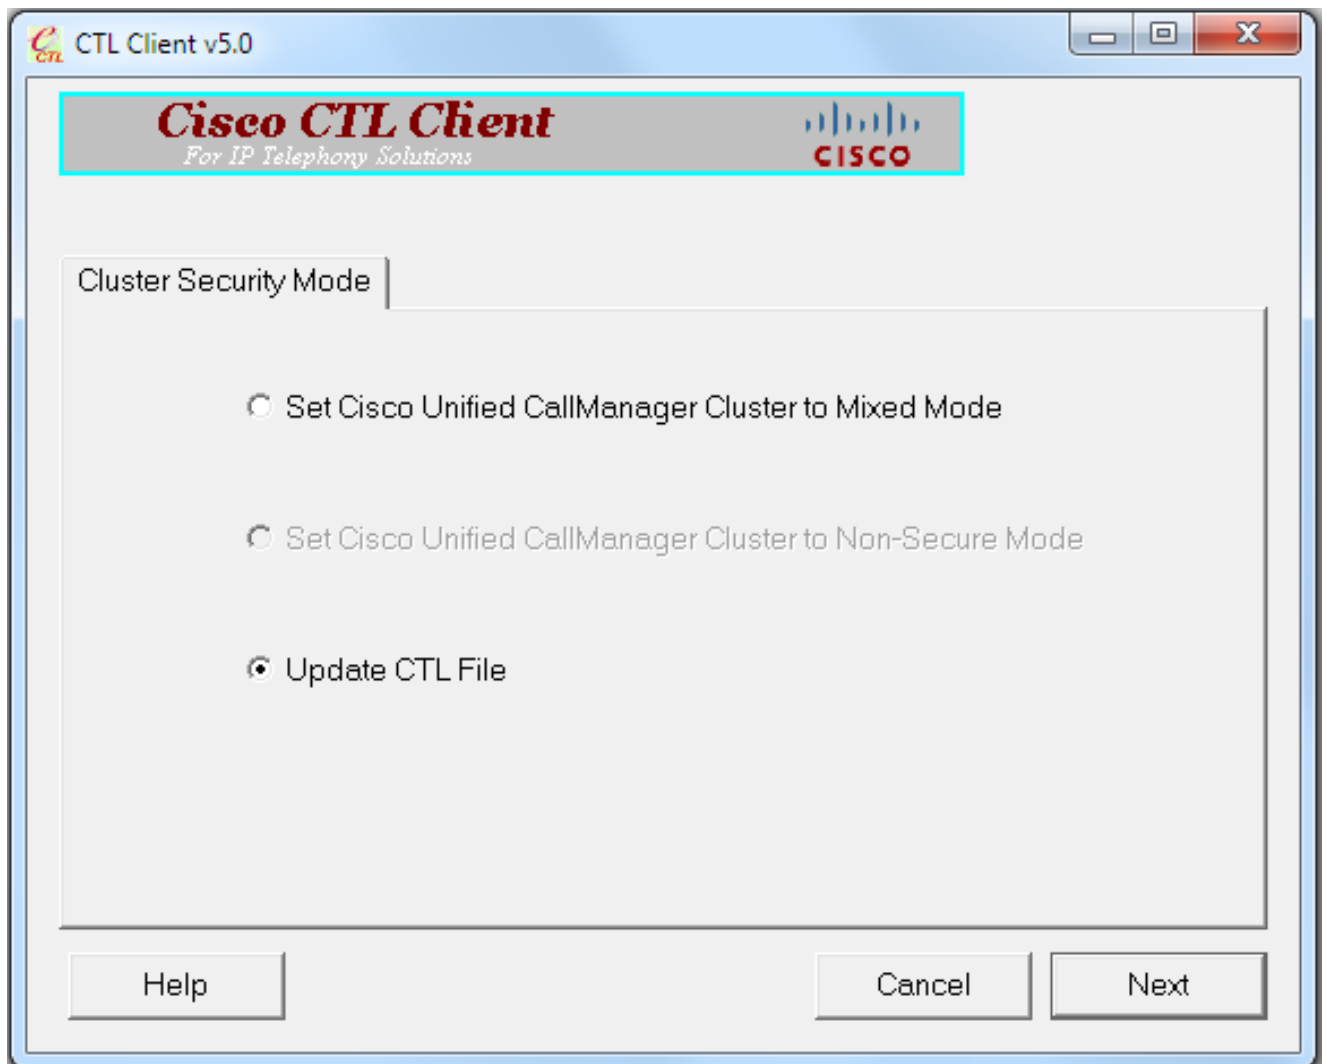 CTL Client v5.0
Cisco CTL Client
For IP Telephony Solutions
CISCO
Cluster Security Mode
Set Cisco Unified CallManager Cluster to Mixed Mode
Set Cisco Unified CallManager Cluster to Non-Secure Mode
Update CTL File
Help
Cancel
Next